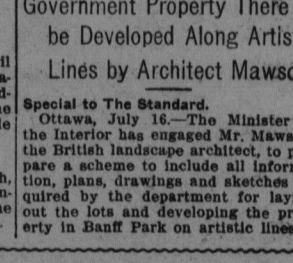 Government Property There
be Developed Along Artis
Lines by Architect Mawso
Special to The Standard.
Ottawa, July 16.—The Minister
the Interior has engaged Mr. Maws
the British landscape architect, to p
pare a scheme to include all infor
tion, plans, drawings and sketches
quired by the department for lay
out the lots and developing the pr
erty in Banff Park on artistic lines